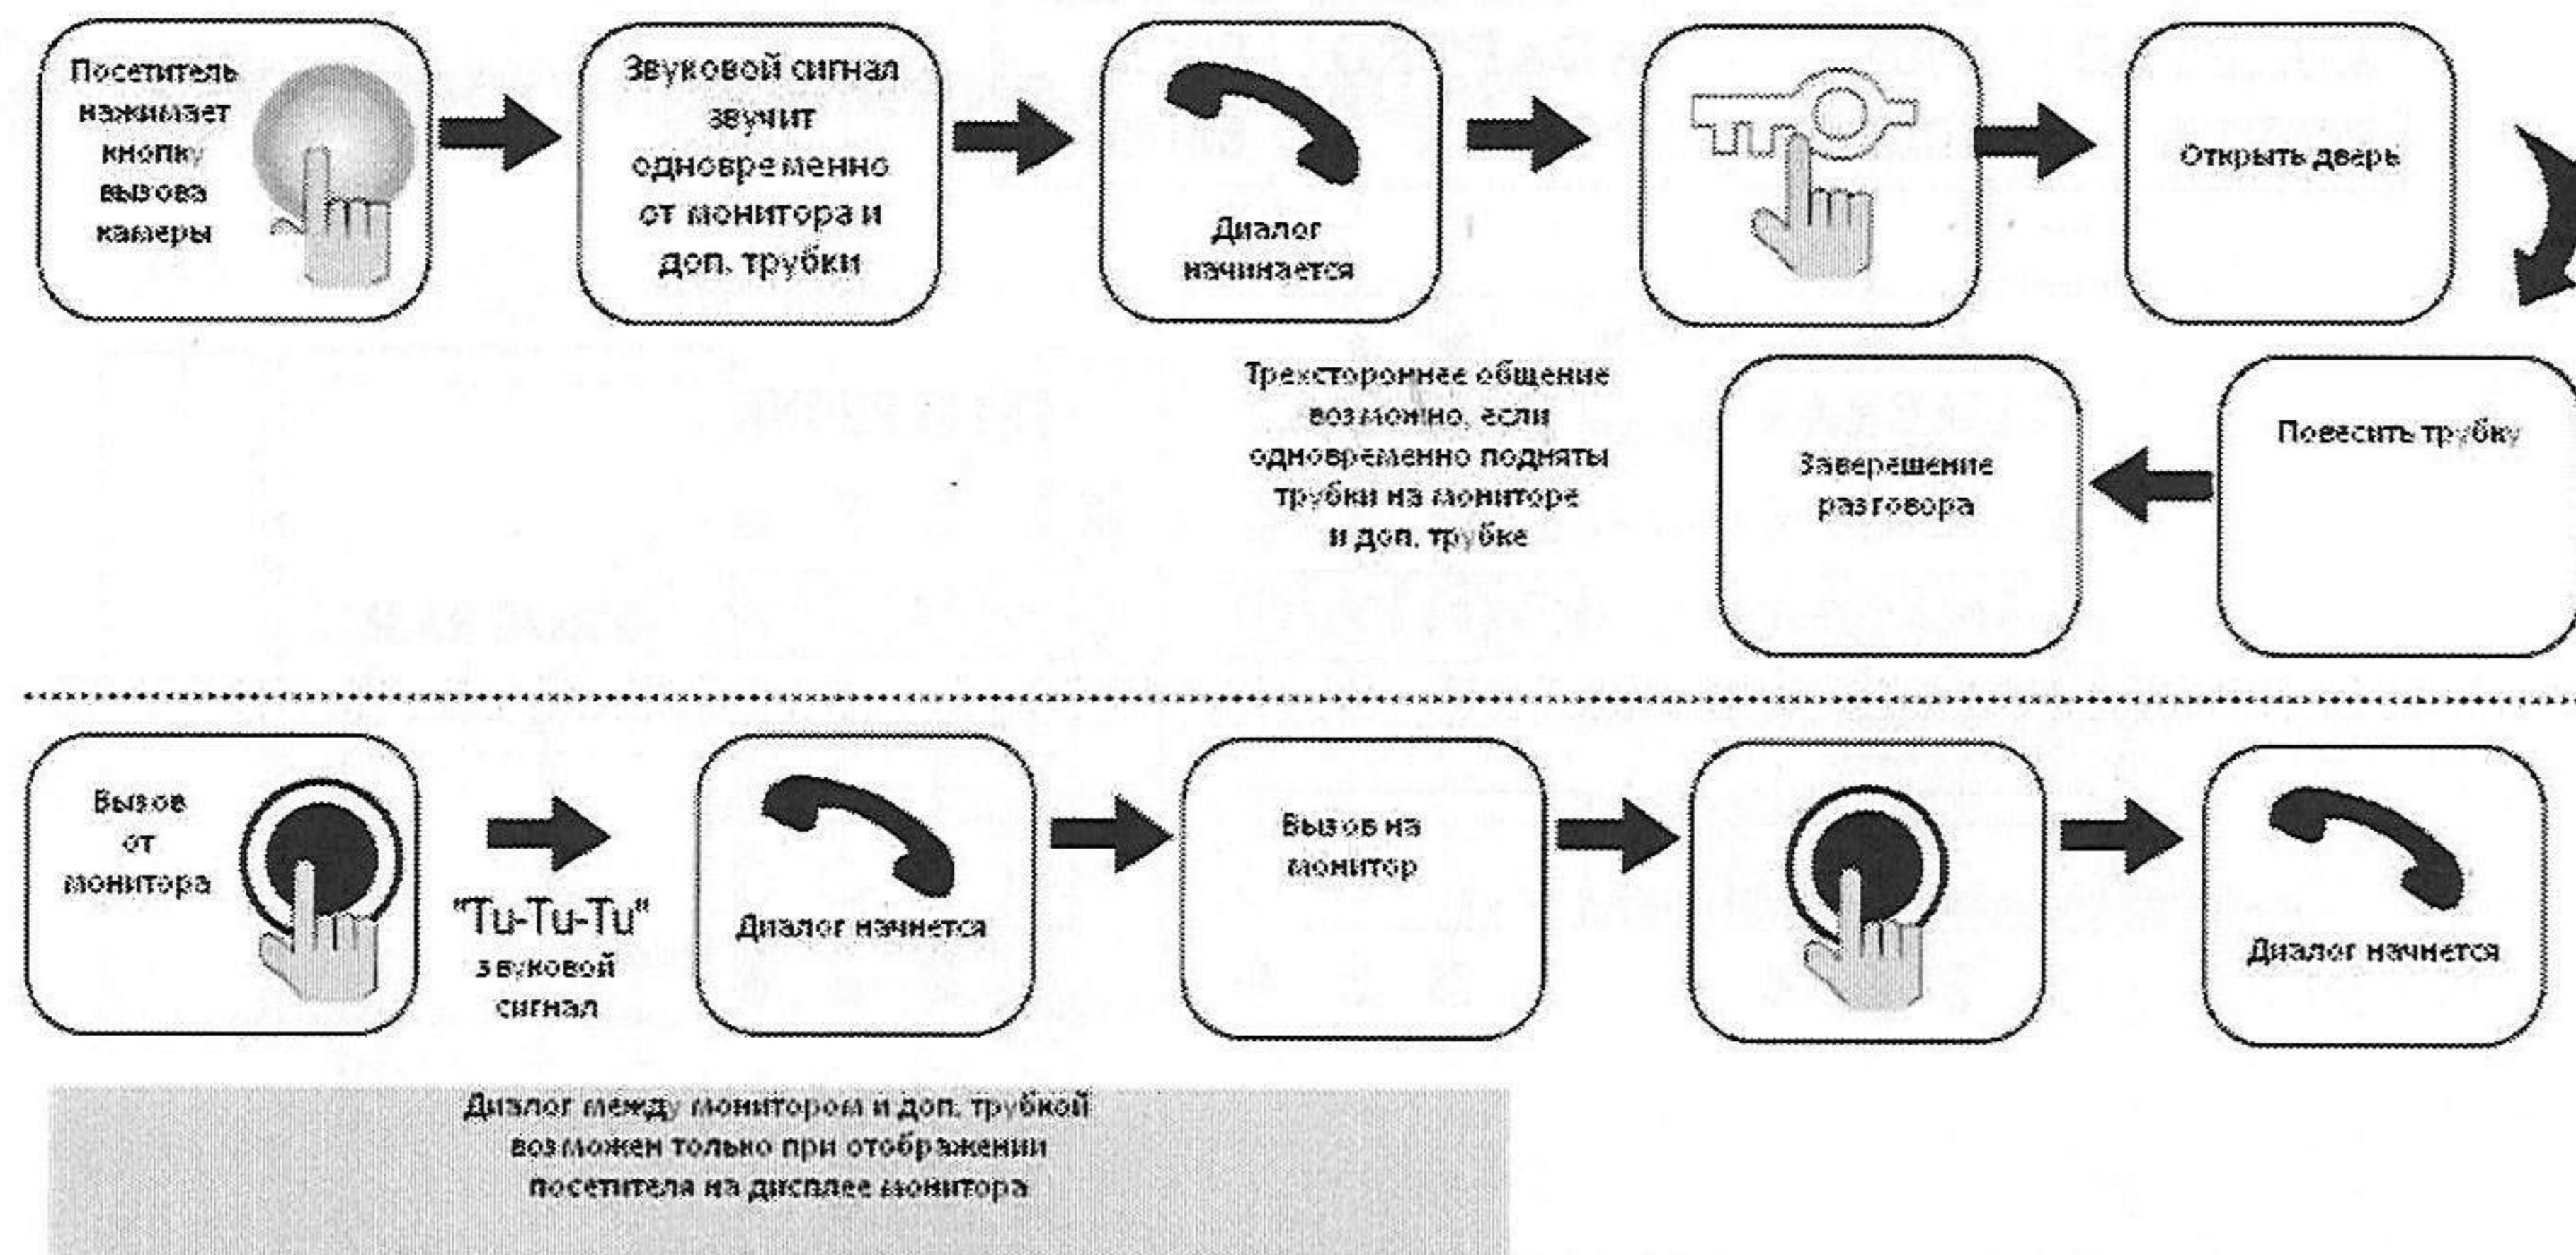 Посетитель
нажимает
кнопку
вызова
камеры
Звуковой сигнал
звучит
одновременно
от монитора и
доп. трубки
Диалог
начинается
Открыть дверь
Повесить трубку
Заверешение
разговора
Трехстороннее общение
возможно, если
одновременно подняты
трубки на мониторе
и доп. трубке
Вызов
от
монитора
"Tu-Tu-Tu"
звуковой
сигнал
Диалог начнется
Вызов на
монитор
Диалог начнется
Диалог между монитором и доп. трубкой
возможен только при отображении
посетителя на дисплее монитора